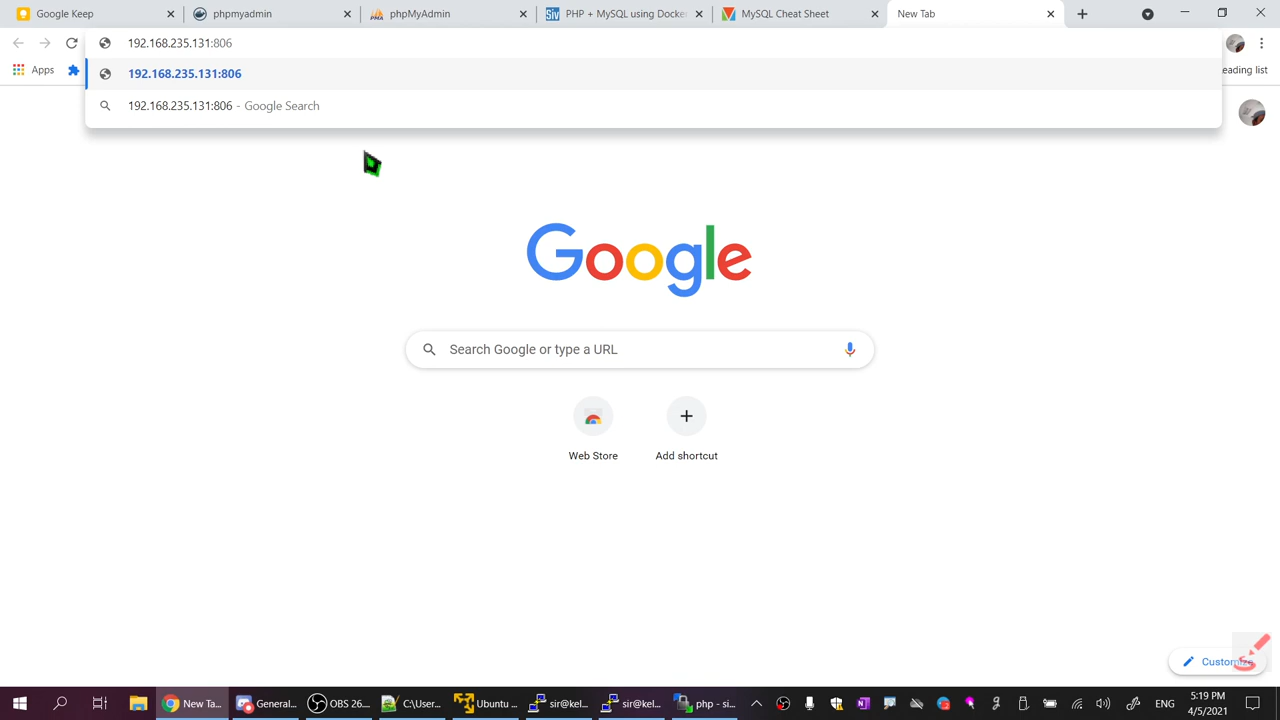 Google Keep
phpmyadmin
phpMyAdmin
PHP + MySQL using Docke
MySQL Cheat Sheet
New Tab
192.168.235.131:806
Apps
192.168.235.131:806
eading list
192.168.235.131:806 - Google Search
Google
Search Google or type a URL
Web Store
Add shortcut
Customize
New Ta...
General...
OBS 26...
C:\User...
Ubuntu ...
sir@kel...
sir@kel...
php - si...
ENG
5:19 PM
4/5/2021